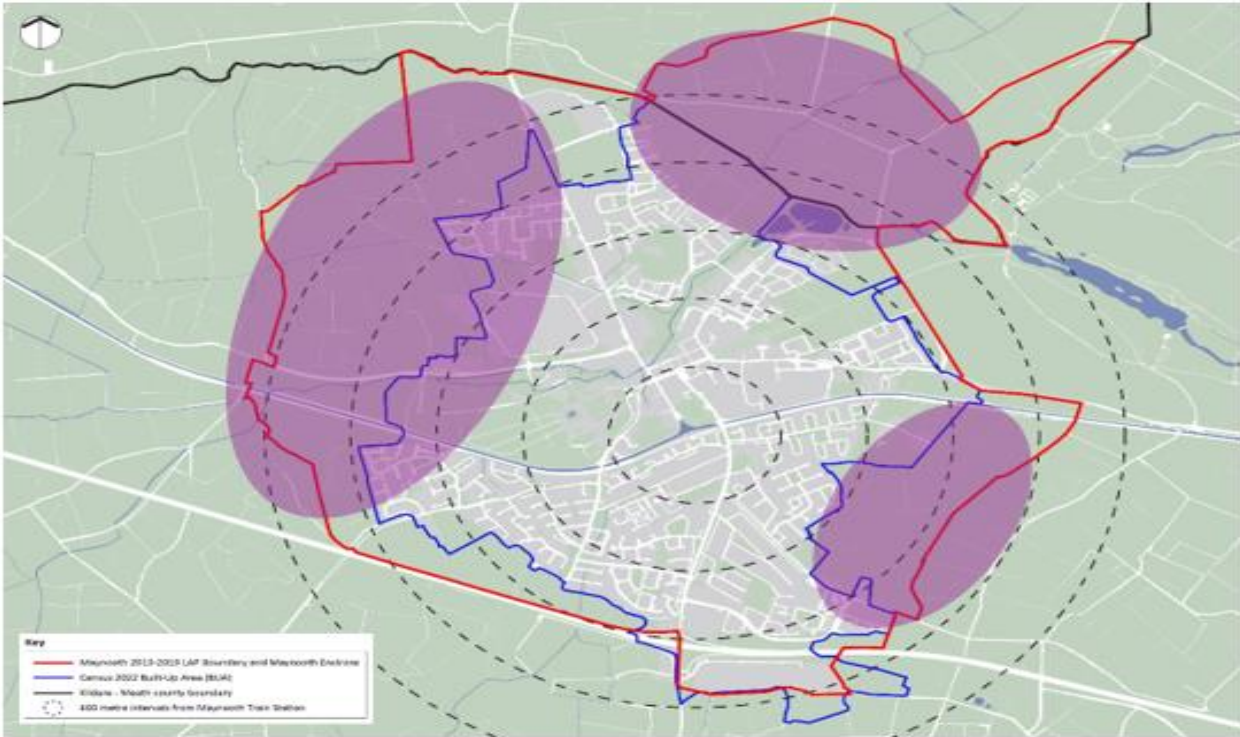 Key
Maynooth 2013-2019 LAP Boundary and Maynooth Environs
Census 2022 Built-Up Area (BUA)
Kildare - Meath county boundary
400 metre intervals from Maynooth Train Station